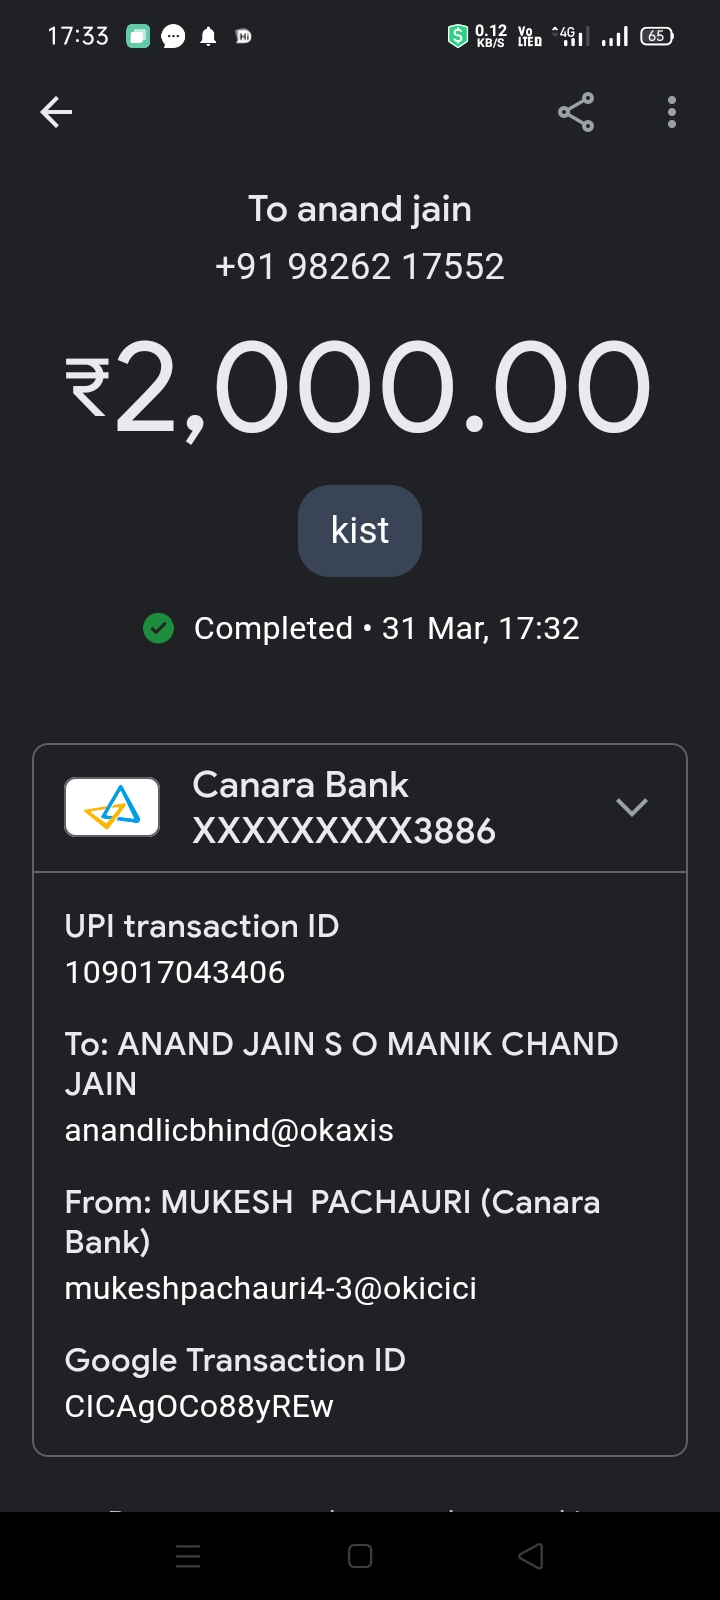 17:33
0.12 KB/S Vo LTED 4G 65
To anand jain
+91 98262 17552
₹2,000.00
kist
Completed • 31 Mar, 17:32
Canara Bank
XXXXXXXXX3886
UPI transaction ID
109017043406
To: ANAND JAIN S O MANIK CHAND
JAIN
anandlicbhind@okaxis
From: MUKESH PACHAURI (Canara
Bank)
mukeshpachauri4-3@okicici
Google Transaction ID
CICAgOCo88yREw